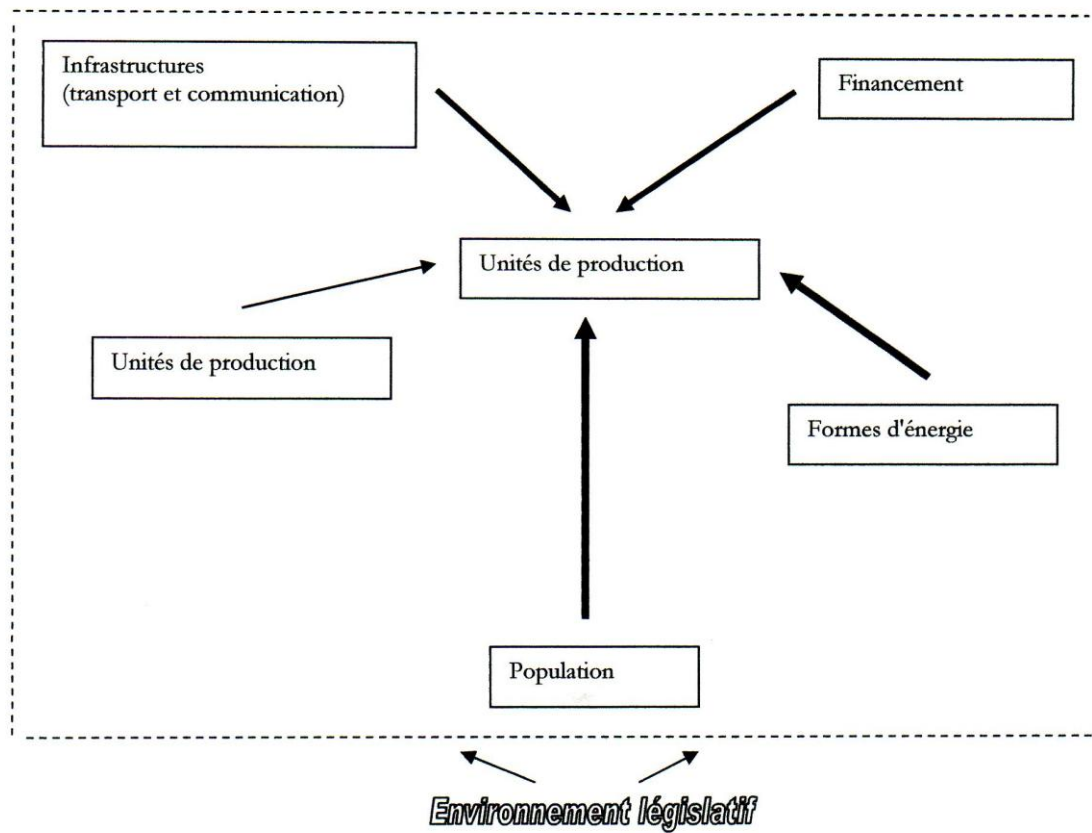 Infrastructures
(transport et communication)
Financement
Unités de production
Unités de production
Formes d'énergie
Population
Environnement législatif